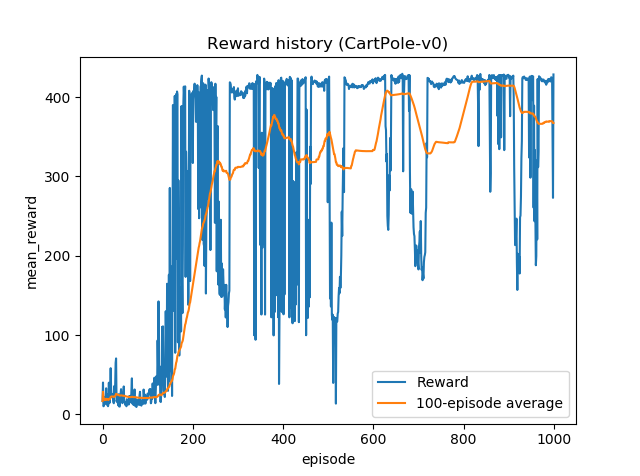 Reward history (CartPole-v0)
mean_reward
400
300
200
100
0
Reward
100-episode average
0 200 400 600 800 1000
episode